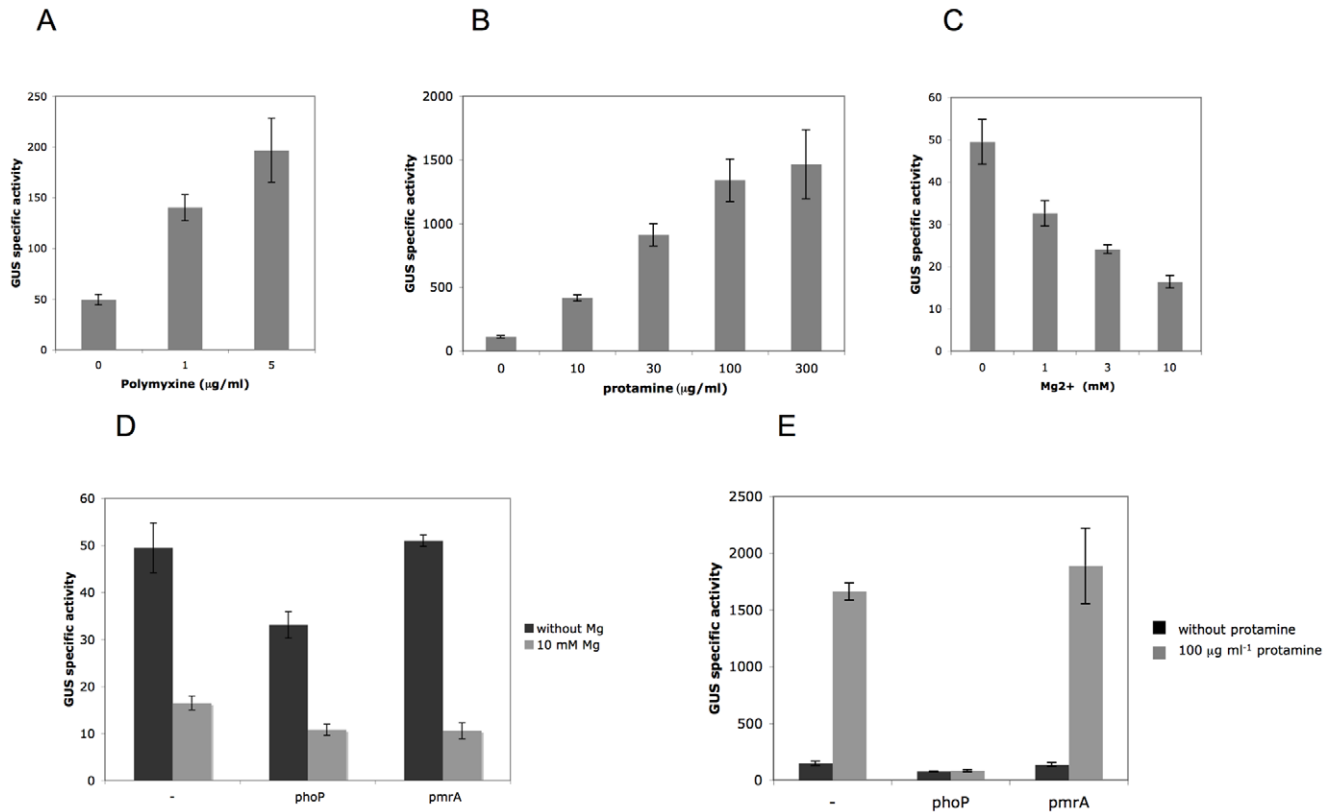 A
B
C
GUS specific activity
250
200
150
100
50
0
0 1 5
Polymyxine (μg/ml)
GUS specific activity
2000
1500
1000
500
0
0 10 30 100 300
protamine (μg/ml)
GUS specific activity
60
50
40
30
20
10
0
0 1 3 10
Mg2+ (mM)
D
E
GUS specific activity
60
50
40
30
20
10
0
- phoP pmrA
without Mg
10 mM Mg
GUS specific activity
2500
2000
1500
1000
500
0
- phoP pmrA
without protamine
100 μg ml⁻¹ protamine